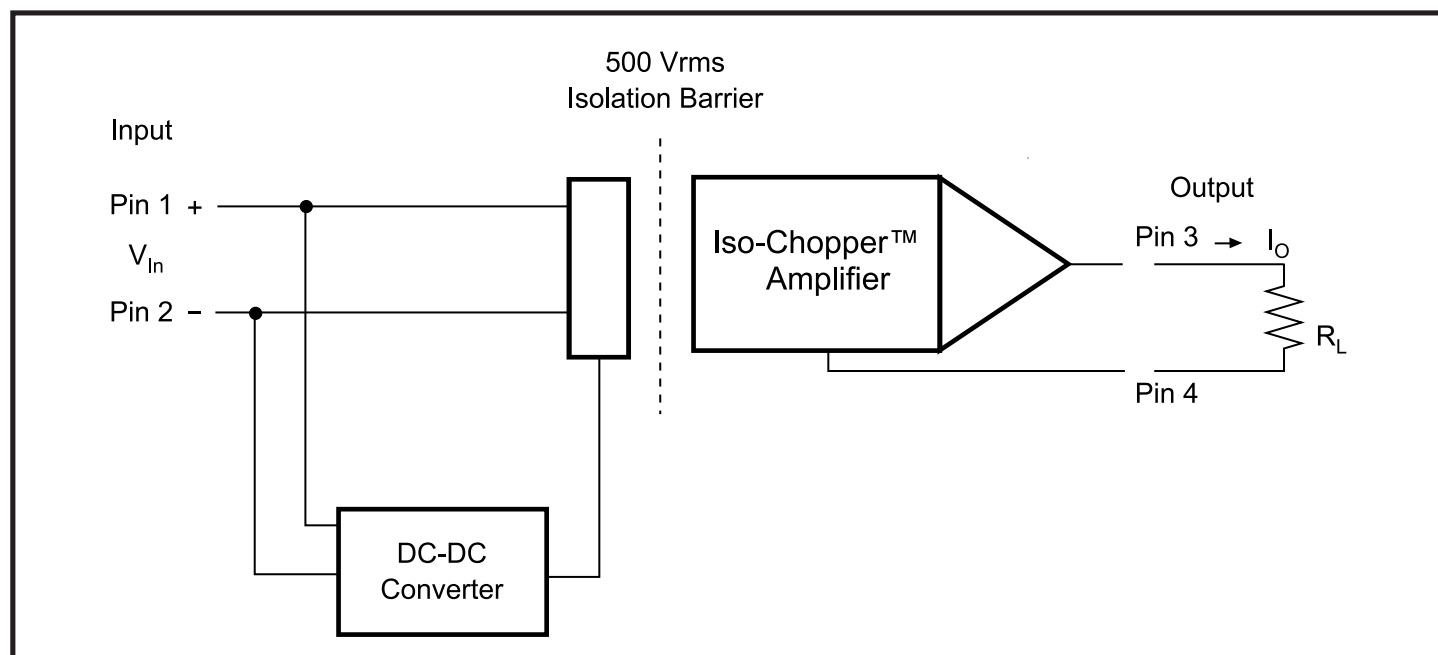 500 Vrms
Isolation Barrier
Input
Pin 1 +
V_In
Pin 2 −
Iso-Chopper™
Amplifier
Output
Pin 3 → I_O
R_L
Pin 4
DC-DC
Converter